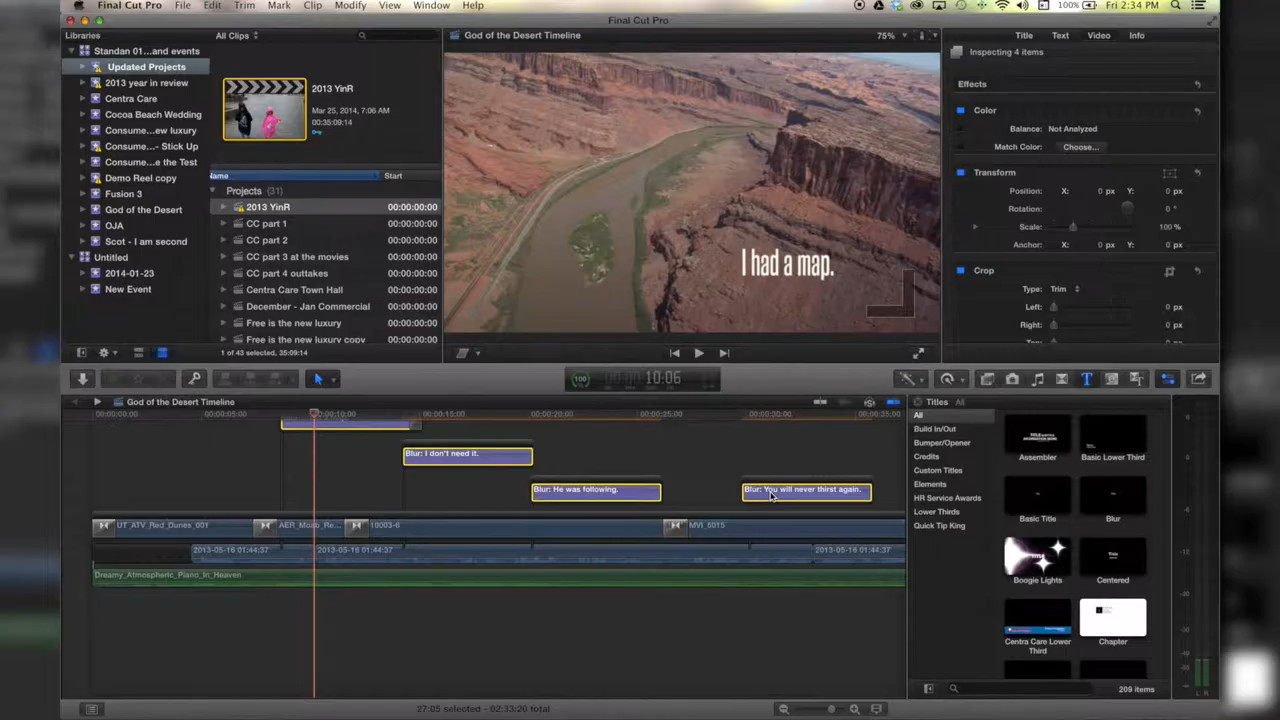 Final Cut Pro File Edit Trim Mark Clip Modify View Window Help 100% Fri 2:34 PM
Final Cut Pro
Libraries All Clips God of the Desert Timeline 75% Title Text Video Info
Standan 01...and events
Updated Projects
2013 year in review
Centra Care
Cocoa Beach Wedding
Consume...ew luxury
Consume...- Stick Up
Consume...e the Test
Demo Reel copy
Fusion 3
God of the Desert
OJA
Scot - I am second
Untitled
2014-01-23
New Event
2013 YinR
Mar 25, 2014, 7:06 AM
00:35:09:14
Name Start
Projects (31)
2013 YinR 00:00:00:00
CC part 1 00:00:00:00
CC part 2 00:00:00:00
CC part 3 at the movies 00:00:00:00
CC part 4 outtakes 00:00:00:00
Centra Care Town Hall 00:00:00:00
December - Jan Commercial 00:00:00:00
Free is the new luxury 00:00:00:00
Free is the new luxury copy 00:00:00:00
1 of 43 selected, 35:09:14
I had a map.
Inspecting 4 items
Effects
Color
Balance: Not Analyzed
Match Color: Choose...
Transform
Position: X: 0 px Y: 0 px
Rotation: 0 °
Scale: 100 %
Anchor: X: 0 px Y: 0 px
Crop
Type: Trim
Left: 0 px
Right: 0 px
100 10:06
God of the Desert Timeline
00:00:00:00 00:00:05:00 00:00:10:00 00:00:15:00 00:00:20:00 00:00:25:00 00:00:30:00 00:00:35:00
Blur: I don't need it.
Blur: He was following.
Blur: You will never thirst again.
UT_ATV_Red_Dunes_001 AER_Moab_Re... 10003-6 MVI_5015
2013-05-16 01:44:37 2013-05-16 01:44:37 2013-05-16 01:44:37
Dreamy_Atmospheric_Piano_In_Heaven
Titles All
All
Build In/Out
Bumper/Opener
Credits
Custom Titles
Elements
HR Service Awards
Lower Thirds
Quick Tip King
Assembler Basic Lower Third
Basic Title Blur
Boogie Lights Centered
Centra Care Lower Third Chapter
209 items
27:05 selected - 02:33:20 total